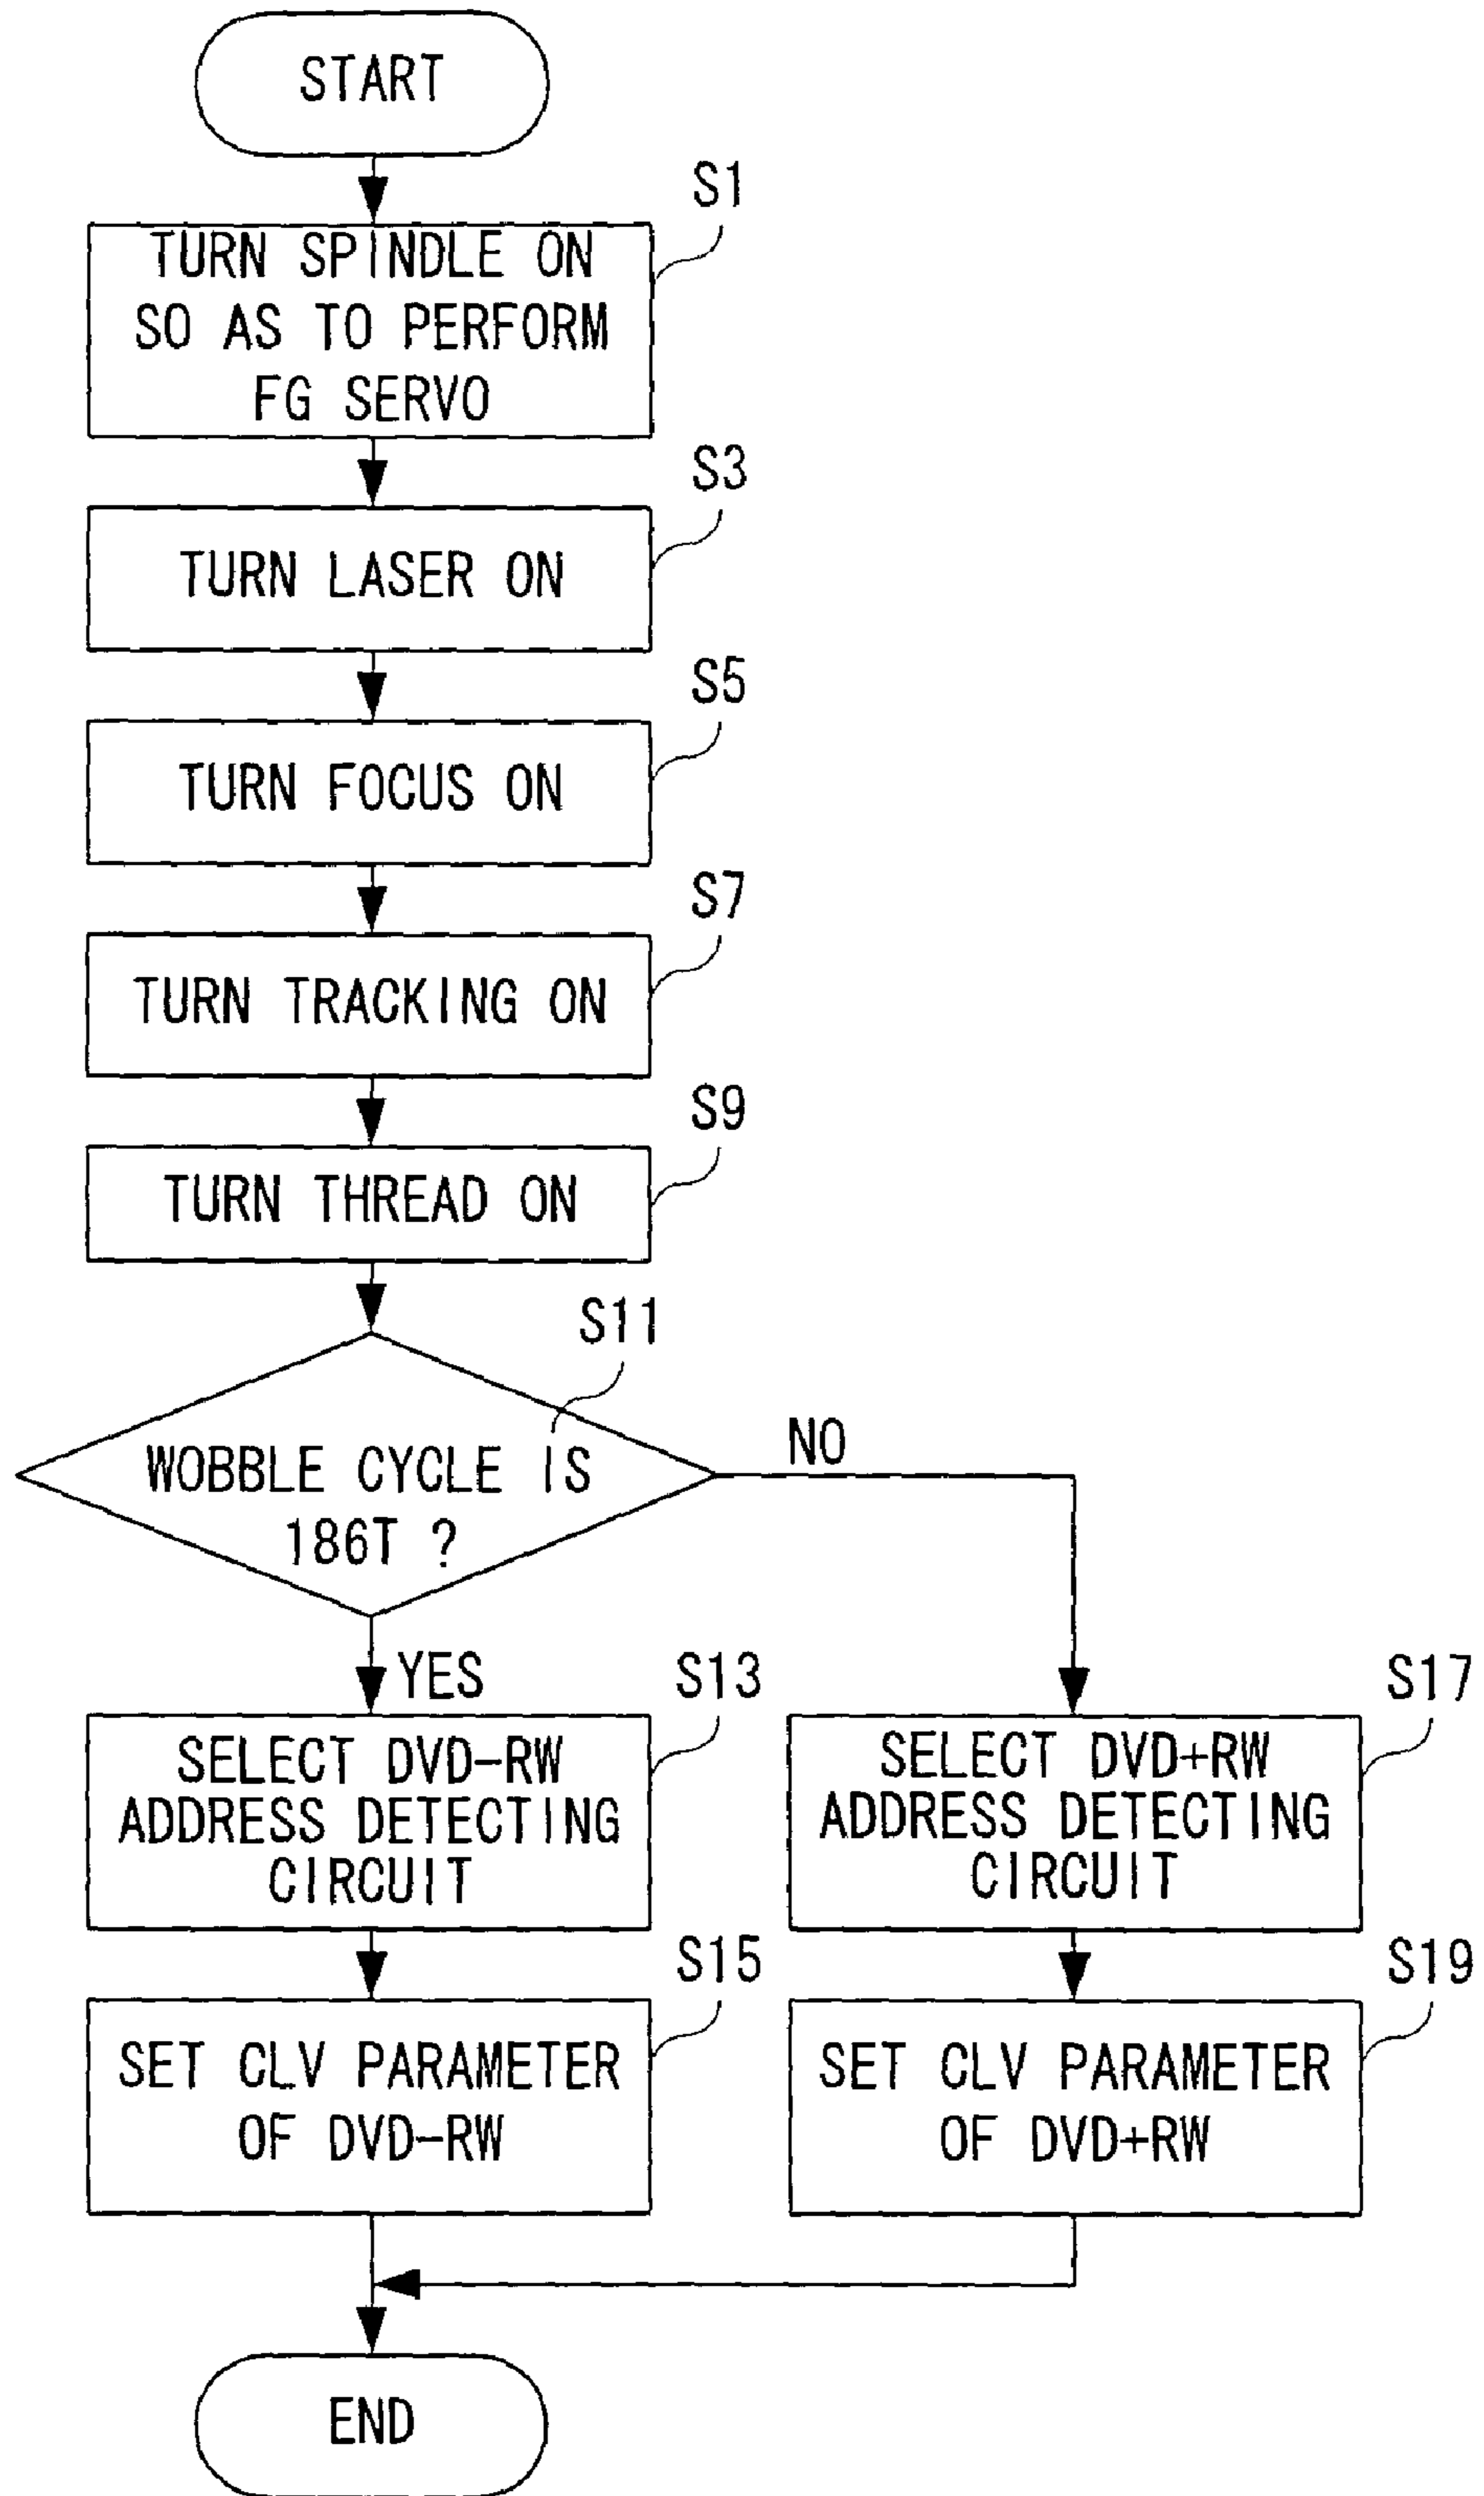 START
S1
TURN SPINDLE ON
SO AS TO PERFORM
FG SERVO
S3
TURN LASER ON
S5
TURN FOCUS ON
S7
TURN TRACKING ON
S9
TURN THREAD ON
S11
WOBBLE CYCLE IS
186T ?
NO
YES
S13
SELECT DVD-RW
ADDRESS DETECTING
CIRCUIT
S17
SELECT DVD+RW
ADDRESS DETECTING
CIRCUIT
S15
SET CLV PARAMETER
OF DVD-RW
S19
SET CLV PARAMETER
OF DVD+RW
END